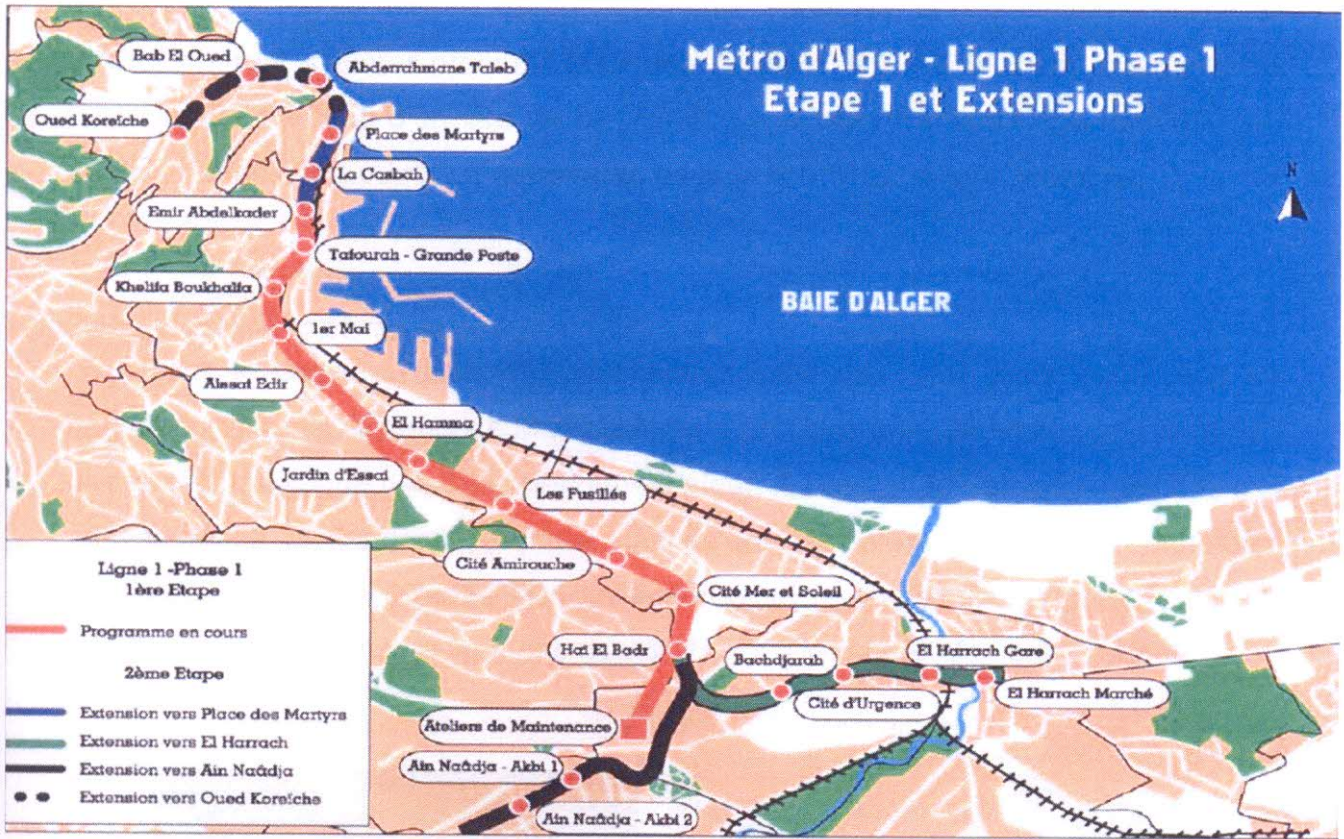 Métro d'Alger - Ligne 1 Phase 1
Etape 1 et Extensions
Bab El Oued
Abderrahmane Taleb
Oued Koreïche
Place des Martyrs
La Casbah
N
Emir Abdelkader
Tafourah - Grande Poste
Khelifa Boukhalfa
BAIE D'ALGER
1er Mai
Aissat Edir
El Hamma
Jardin d'Essai
Les Fusillés
Cité Amirouche
Cité Mer et Soleil
Haï El Badr
Bachdjarah
El Harrach Gare
Cité d'Urgence
El Harrach Marché
Ateliers de Maintenance
Ain Naâdja - Akbi 1
Ain Naâdja - Akbi 2
Ligne 1 -Phase 1
1ère Etape
Programme en cours
2ème Etape
Extension vers Place des Martyrs
Extension vers El Harrach
Extension vers Ain Naâdja
Extension vers Oued Koreïche